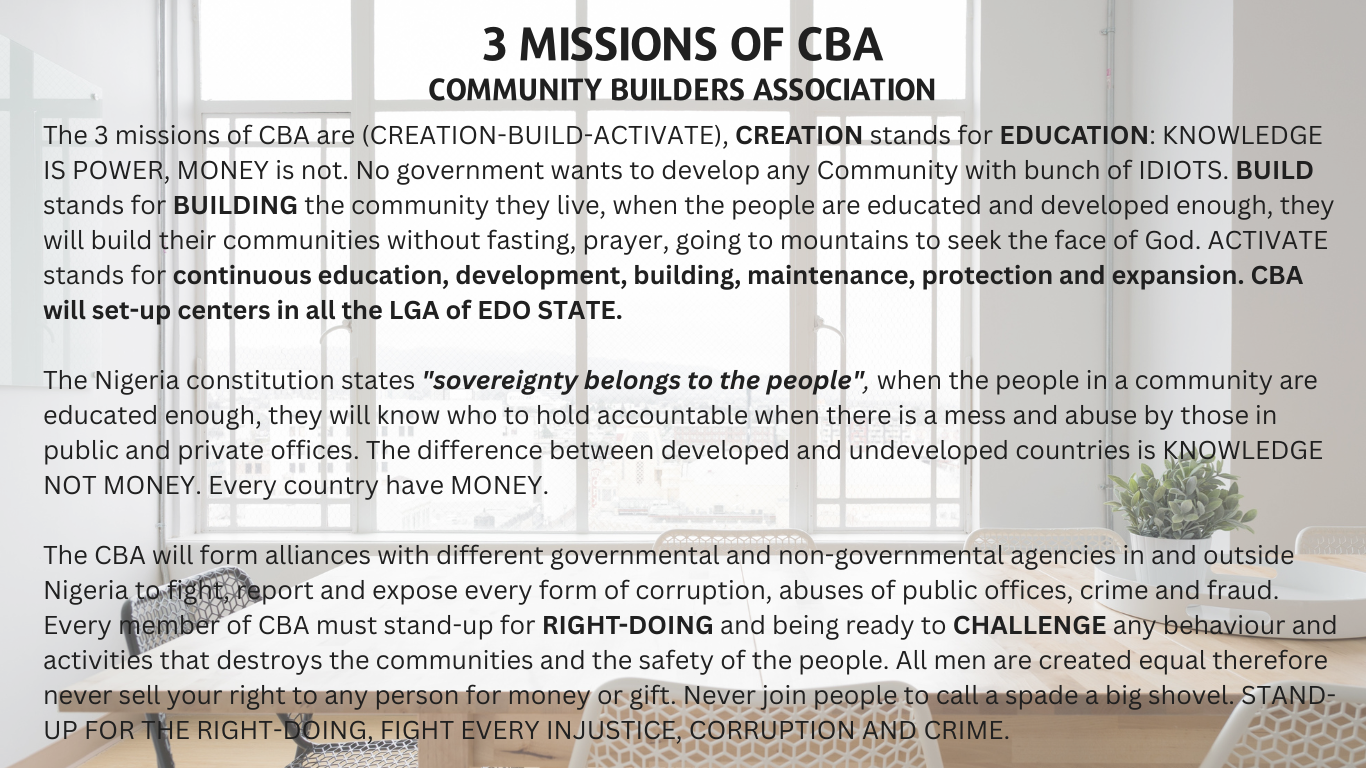 3 MISSIONS OF CBA
COMMUNITY BUILDERS ASSOCIATION
The 3 missions of CBA are (CREATION-BUILD-ACTIVATE), CREATION stands for EDUCATION: KNOWLEDGE
IS POWER, MONEY is not. No government wants to develop any Community with bunch of IDIOTS. BUILD
stands for BUILDING the community they live, when the people are educated and developed enough, they
will build their communities without fasting, prayer, going to mountains to seek the face of God. ACTIVATE
stands for continuous education, development, building, maintenance, protection and expansion. CBA
will set-up centers in all the LGA of EDO STATE.
The Nigeria constitution states "sovereignty belongs to the people", when the people in a community are
educated enough, they will know who to hold accountable when there is a mess and abuse by those in
public and private offices. The difference between developed and undeveloped countries is KNOWLEDGE
NOT MONEY. Every country have MONEY.
The CBA will form alliances with different governmental and non-governmental agencies in and outside
Nigeria to fight, report and expose every form of corruption, abuses of public offices, crime and fraud.
Every member of CBA must stand-up for RIGHT-DOING and being ready to CHALLENGE any behaviour and
activities that destroys the communities and the safety of the people. All men are created equal therefore
never sell your right to any person for money or gift. Never join people to call a spade a big shovel. STAND-
UP FOR THE RIGHT-DOING, FIGHT EVERY INJUSTICE, CORRUPTION AND CRIME.